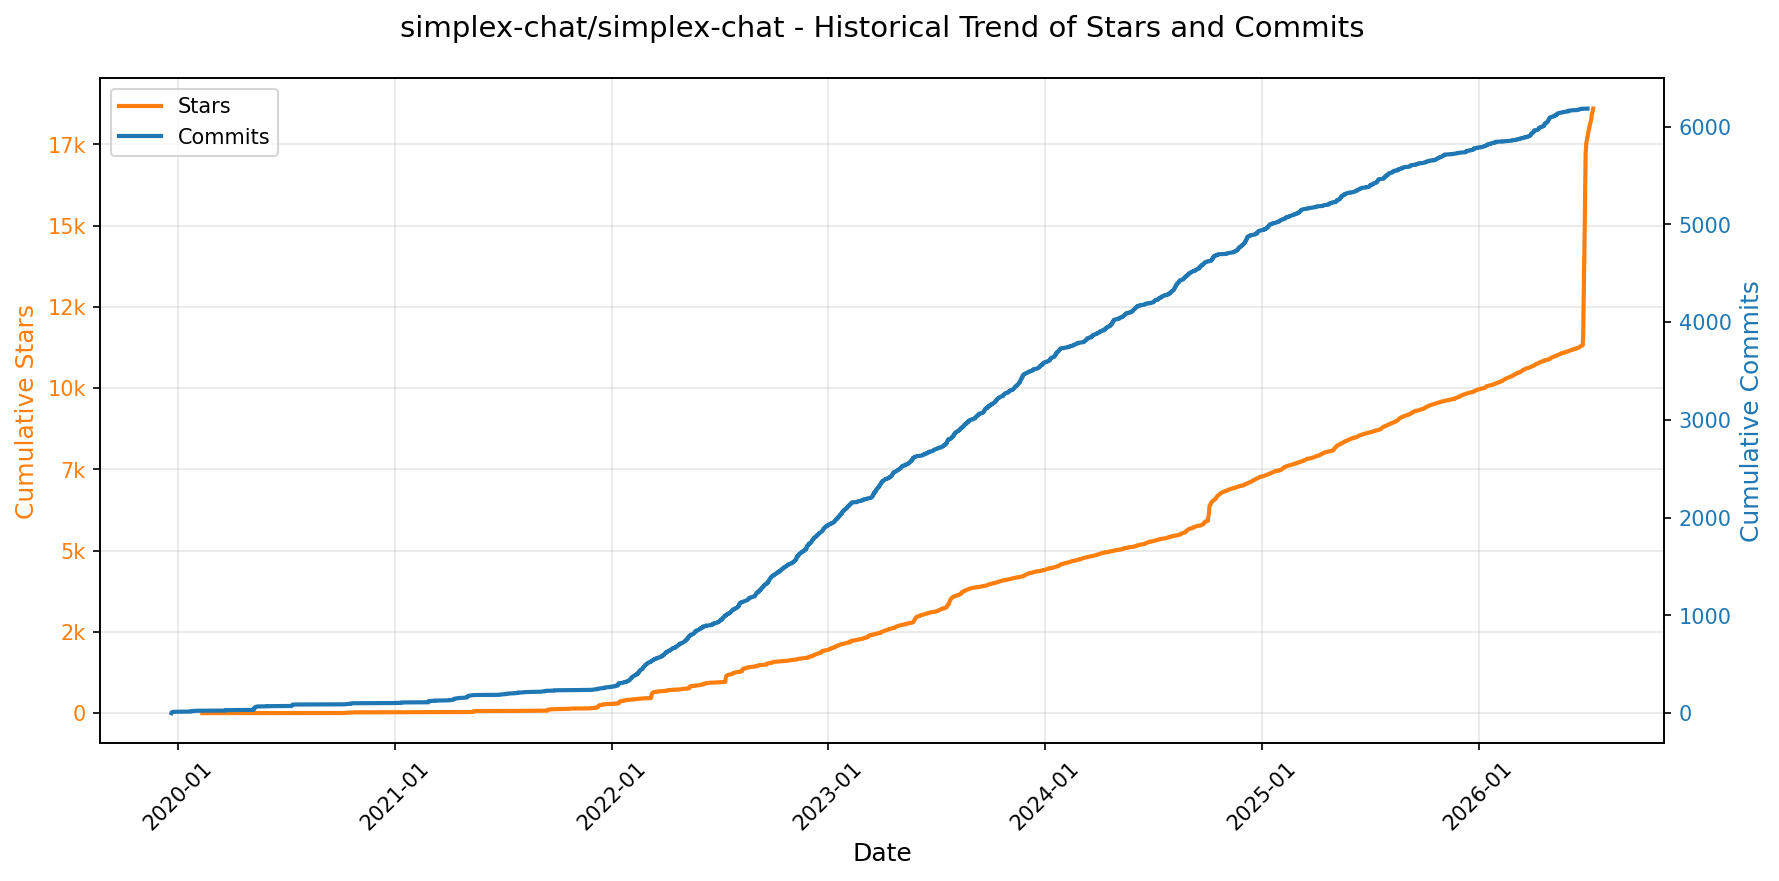 simplex-chat/simplex-chat - Historical Trend of Stars and Commits
Stars
Commits
Cumulative Stars
17k
15k
12k
10k
7k
5k
2k
0
6000
5000
4000
3000
2000
1000
0
Cumulative Commits
2020-01
2021-01
2022-01
2023-01
2024-01
2025-01
2026-01
Date